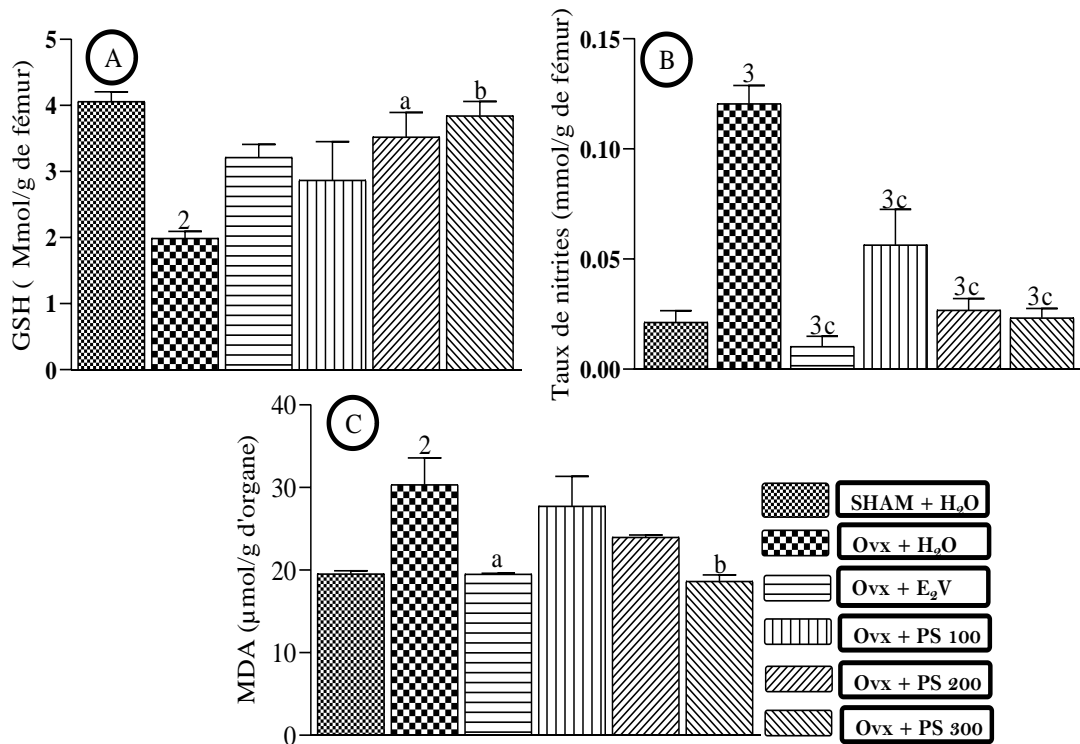 A
GSH ( Mmol/g de fémur)
5
4
3
2
1
0
2
a
b
B
Taux de nitrites (mmol/g de fémur)
0.15
0.10
0.05
0.00
3
3c
3c
3c
3c
C
MDA (µmol/g d'organe)
40
30
20
10
0
2
a
b
SHAM + H₂O
Ovx + H₂O
Ovx + E₂V
Ovx + PS 100
Ovx + PS 200
Ovx + PS 300